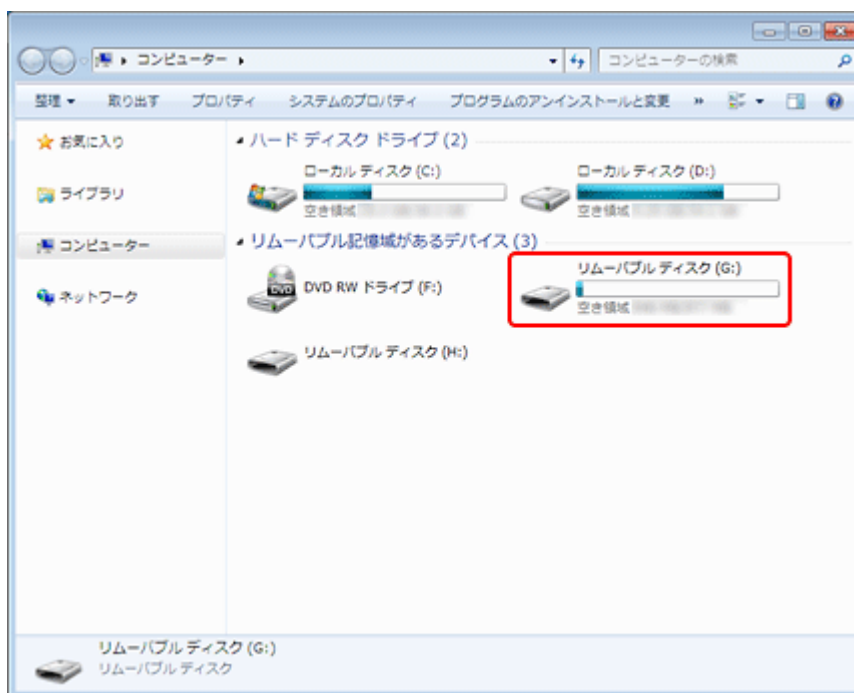 コンピューター
コンピューターの検索
整理 取り出す プロパティ システムのプロパティ プログラムのアンインストールと変更 »
お気に入り
ライブラリ
コンピューター
ネットワーク
ハード ディスク ドライブ (2)
ローカル ディスク (C:)
空き領域
ローカル ディスク (D:)
空き領域
リムーバブル記憶域があるデバイス (3)
DVD RW ドライブ (F:)
リムーバブル ディスク (G:)
空き領域
リムーバブル ディスク (H:)
リムーバブル ディスク (G:)
リムーバブル ディスク